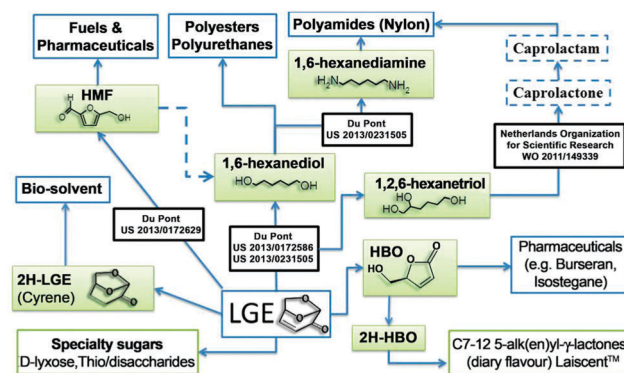 Fuels &
Pharmaceuticals
Polyesters
Polyurethanes
Polyamides (Nylon)
Caprolactam
1,6-hexanediamine
H₂N
NH₂
Caprolactone
HMF
O
H
O
OH
Du Pont
US 2013/0231505
Netherlands Organization
for Scientific Research
WO 2011/149339
1,6-hexanediol
HO
OH
1,2,6-hexanetriol
OH
HO
HO
Bio-solvent
Du Pont
US 2013/0172629
Du Pont
US 2013/0172586
US 2013/0231505
HBO
O
HO
O
Pharmaceuticals
(e.g. Burseran,
Isostegane)
2H-LGE
(Cyrene)
O
O
O
LGE
O
O
O
2H-HBO
Specialty sugars
D-lyxose,Thio/disaccharides
C7-12 5-alk(en)yl-γ-lactones
(diary flavour) Laiscent™